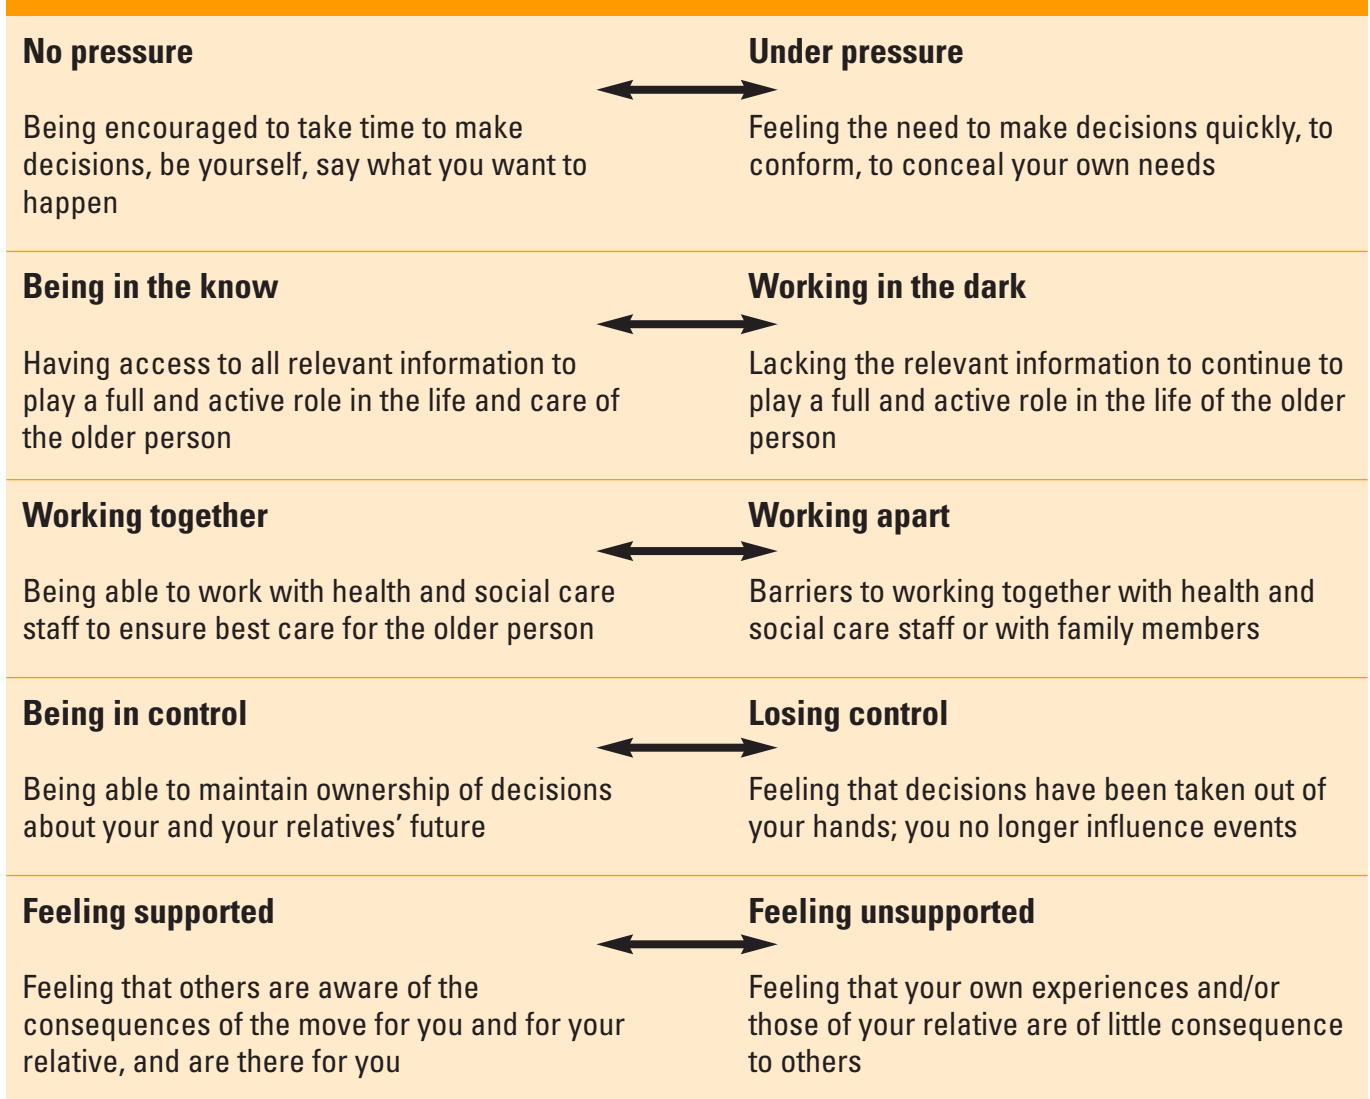 No pressure
Being encouraged to take time to make
decisions, be yourself, say what you want to
happen
Under pressure
Feeling the need to make decisions quickly, to
conform, to conceal your own needs
Being in the know
Having access to all relevant information to
play a full and active role in the life and care of
the older person
Working in the dark
Lacking the relevant information to continue to
play a full and active role in the life of the older
person
Working together
Being able to work with health and social care
staff to ensure best care for the older person
Working apart
Barriers to working together with health and
social care staff or with family members
Being in control
Being able to maintain ownership of decisions
about your and your relatives’ future
Losing control
Feeling that decisions have been taken out of
your hands; you no longer influence events
Feeling supported
Feeling that others are aware of the
consequences of the move for you and for your
relative, and are there for you
Feeling unsupported
Feeling that your own experiences and/or
those of your relative are of little consequence
to others